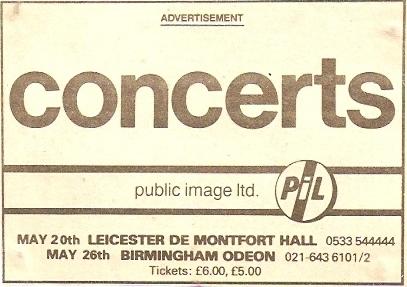 ADVERTISEMENT
concerts
public image ltd. PiL
MAY 20th LEICESTER DE MONTFORT HALL 0533 544444
MAY 26th BIRMINGHAM ODEON 021-643 6101/2
Tickets: £6.00, £5.00